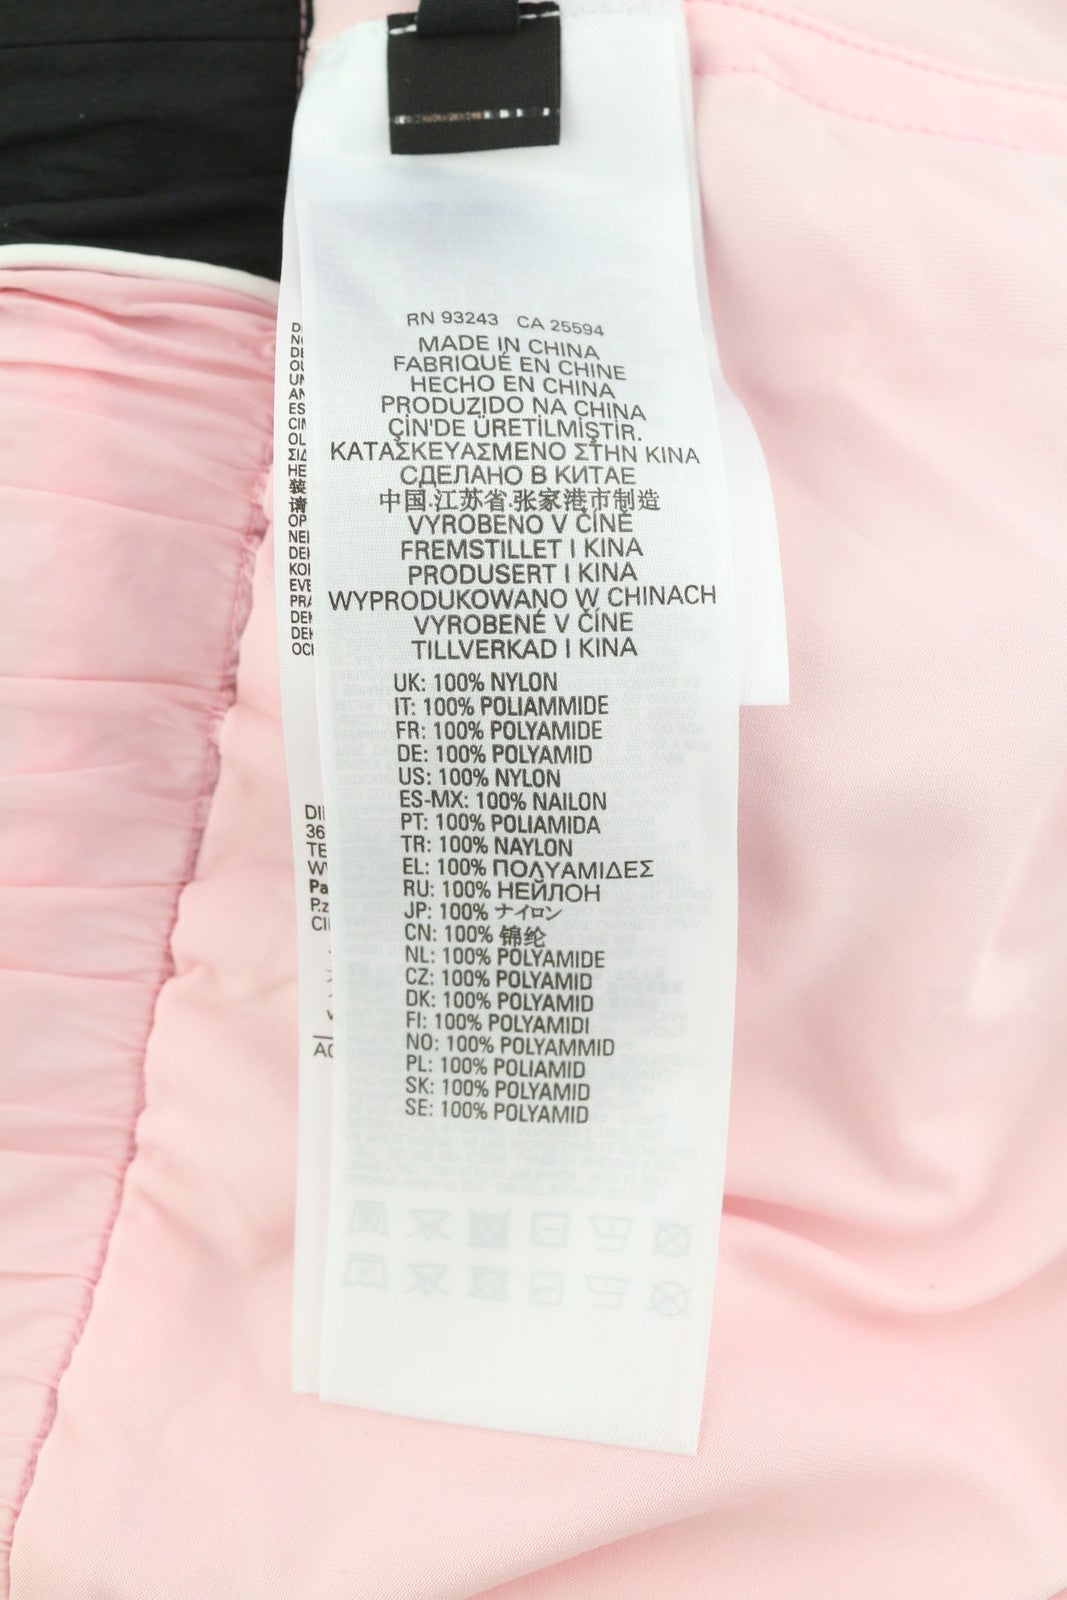 RN 93243 CA 25594
MADE IN CHINA
FABRIQUÉ EN CHINE
HECHO EN CHINA
PRODUZIDO NA CHINA
ÇİN'DE ÜRETİLMİŞTİR.
ΚΑΤΑΣΚΕΥΑΣΜΕΝΟ ΣΤΗΝ ΚΙΝΑ
СДЕЛАНО В КИТАЕ
中国.江苏省.张家港市制造
VYROBENO V ČÍNĚ
FREMSTILLET I KINA
PRODUSERT I KINA
WYPRODUKOWANO W CHINACH
VYROBENÉ V ČÍNE
TILLVERKAD I KINA
UK: 100% NYLON
IT: 100% POLIAMMIDE
FR: 100% POLYAMIDE
DE: 100% POLYAMID
US: 100% NYLON
ES-MX: 100% NAILON
PT: 100% POLIAMIDA
TR: 100% NAYLON
EL: 100% ΠΟΛΥΑΜΙΔΕΣ
RU: 100% НЕЙЛОН
JP: 100% ナイロン
CN: 100% 锦纶
NL: 100% POLYAMIDE
CZ: 100% POLYAMID
DK: 100% POLYAMID
FI: 100% POLYAMIDI
NO: 100% POLYAMMID
PL: 100% POLIAMID
SK: 100% POLYAMID
SE: 100% POLYAMID